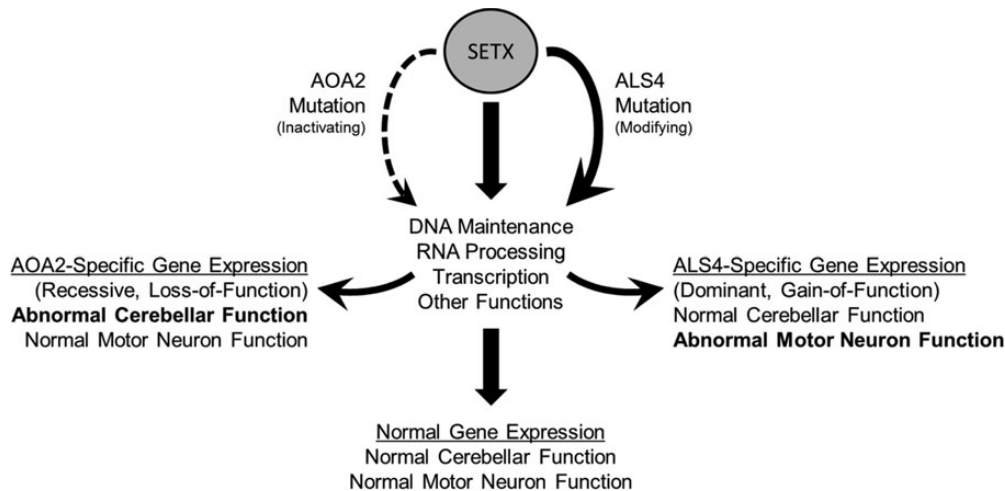 SETX
AOA2
Mutation
(Inactivating)
ALS4
Mutation
(Modifying)
DNA Maintenance
RNA Processing
Transcription
Other Functions
AOA2-Specific Gene Expression
(Recessive, Loss-of-Function)
Abnormal Cerebellar Function
Normal Motor Neuron Function
ALS4-Specific Gene Expression
(Dominant, Gain-of-Function)
Normal Cerebellar Function
Abnormal Motor Neuron Function
Normal Gene Expression
Normal Cerebellar Function
Normal Motor Neuron Function